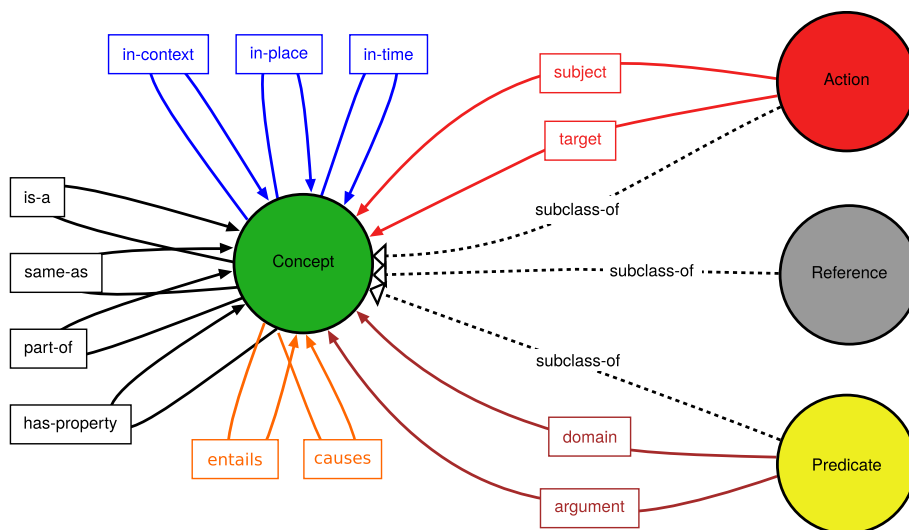 in-context
in-place
in-time
subject
Action
target
is-a
subclass-of
Concept
same-as
subclass-of
Reference
part-of
subclass-of
has-property
domain
entails
causes
Predicate
argument